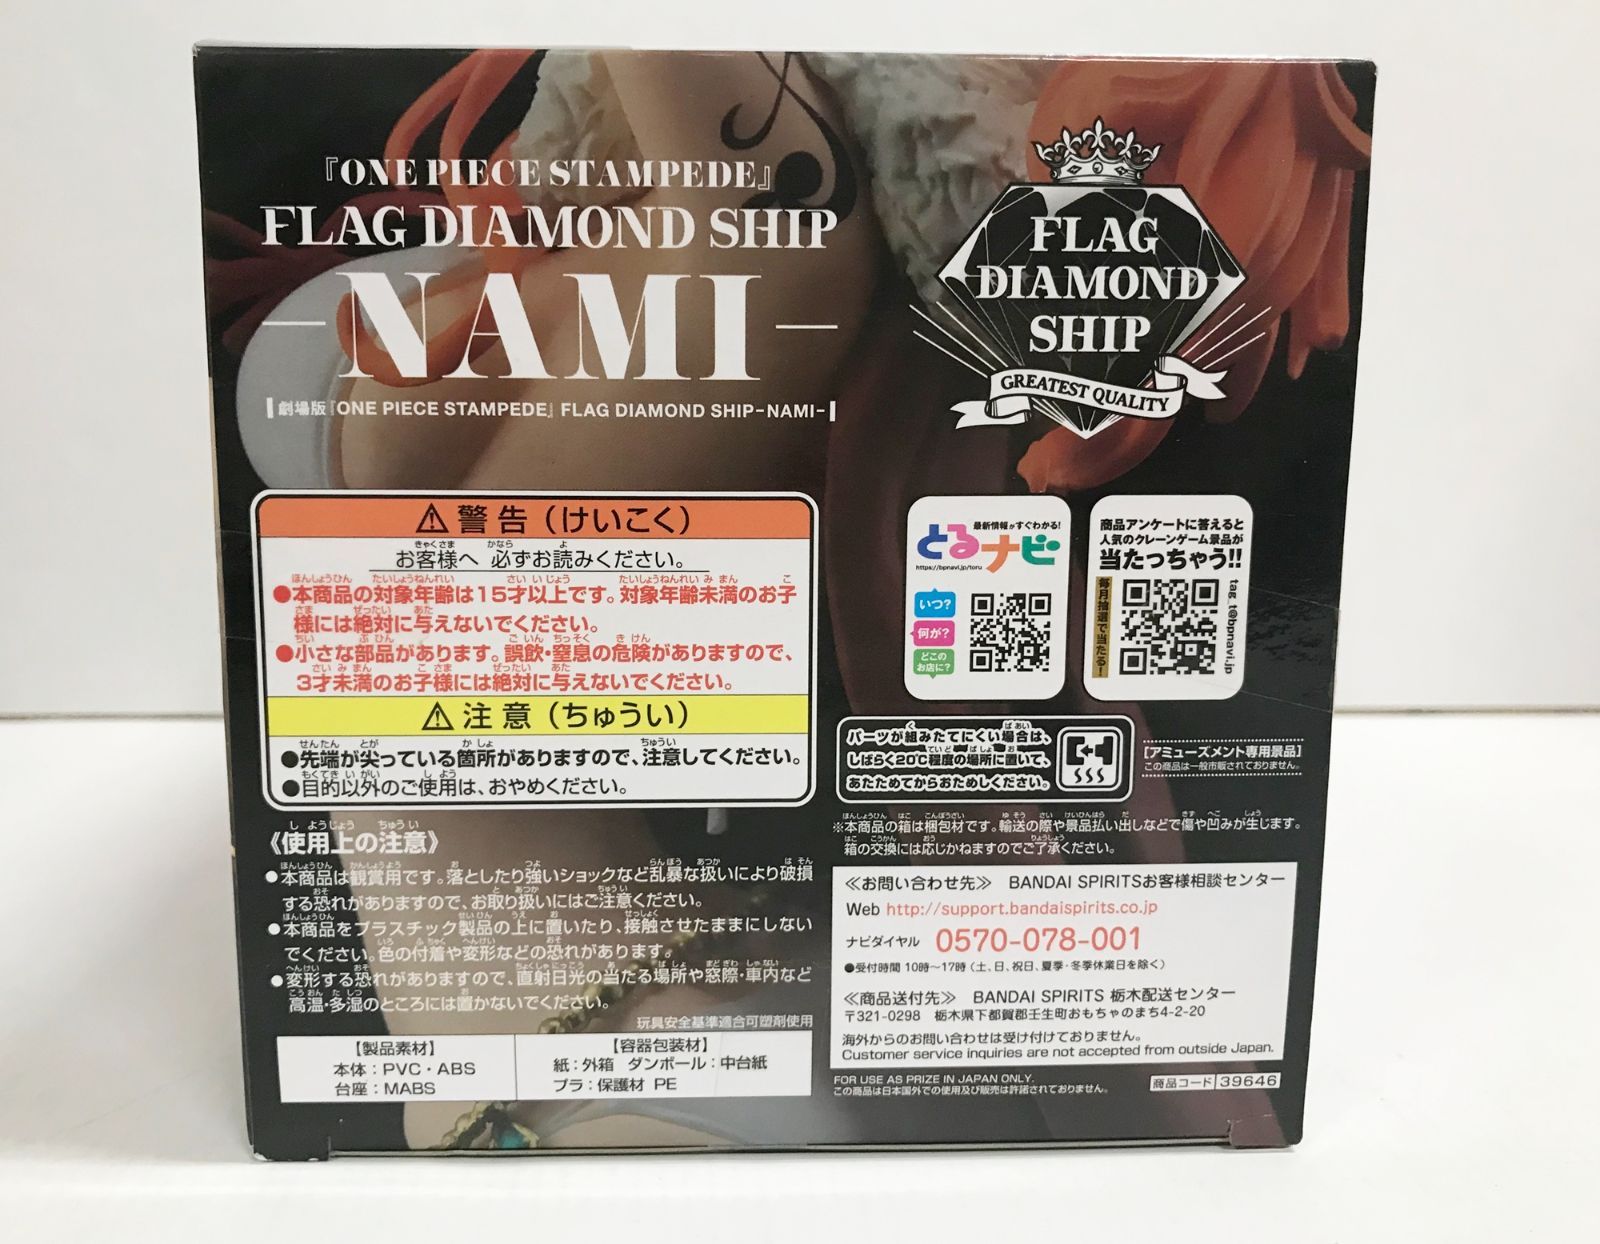 『ONE PIECE STAMPEDE』
FLAG DIAMOND SHIP
-NAMI-
【劇場版『ONE PIECE STAMPEDE』 FLAG DIAMOND SHIP-NAMI-】
FLAG
DIAMOND
SHIP
GREATEST QUALITY
⚠警告（けいこく）
お客様へ 必ずお読みください。
●本商品の対象年齢は15才以上です。対象年齢未満のお子
様には絶対に与えないでください。
●小さな部品があります。誤飲・窒息の危険がありますので、
3才未満のお子様には絶対に与えないでください。
⚠注意（ちゅうい）
●先端が尖っている箇所がありますので、注意してください。
●目的以外のご使用は、おやめください。
《使用上の注意》
●本商品は観賞用です。落としたり強いショックなど乱暴な扱いにより破損
する恐れがありますので、お取り扱いにはご注意ください。
●本商品をプラスチック製品の上に置いたり、接触させたままにしない
でください。色の付着や変形などの恐れがあります。
●変形する恐れがありますので、直射日光の当たる場所や窓際・車内など
高温・多湿のところには置かないでください。
玩具安全基準適合可塑剤使用
【製品素材】
本体：PVC・ABS
台座：MABS
【容器包装材】
紙：外箱 ダンボール：中台紙
プラ：保護材 PE
最新情報がすぐわかる!
とるナビ
https://bpnavi.jp/toru
いつ?
何が?
どこの
お店に?
商品アンケートに答えると
人気のクレーンゲーム景品が
当たっちゃう!!
毎月抽選で当たる!
tag_t@bpnavi.jp
パーツが組みたてにくい場合は、
しばらく20℃程度の場所に置いて、
あたためてからおためしください。
【アミューズメント専用景品】
この商品は一般市販されておりません。
※本商品の箱は梱包材です。輸送の際や景品払い出しなどで傷や凹みが生じます。
箱の交換には応じかねますのでご了承ください。
≪お問い合わせ先≫ BANDAI SPIRITSお客様相談センター
Web http://support.bandaispirits.co.jp
ナビダイヤル 0570-078-001
●受付時間 10時～17時（土、日、祝日、夏季・冬季休業日を除く）
≪商品送付先≫ BANDAI SPIRITS 栃木配送センター
〒321-0298 栃木県下都賀郡壬生町おもちゃのまち4-2-20
海外からのお問い合わせは受け付けておりません。
Customer service inquiries are not accepted from outside Japan.
FOR USE AS PRIZE IN JAPAN ONLY.
この商品は日本国外での使用及び販売は許諾されておりません。
商品コード 39646